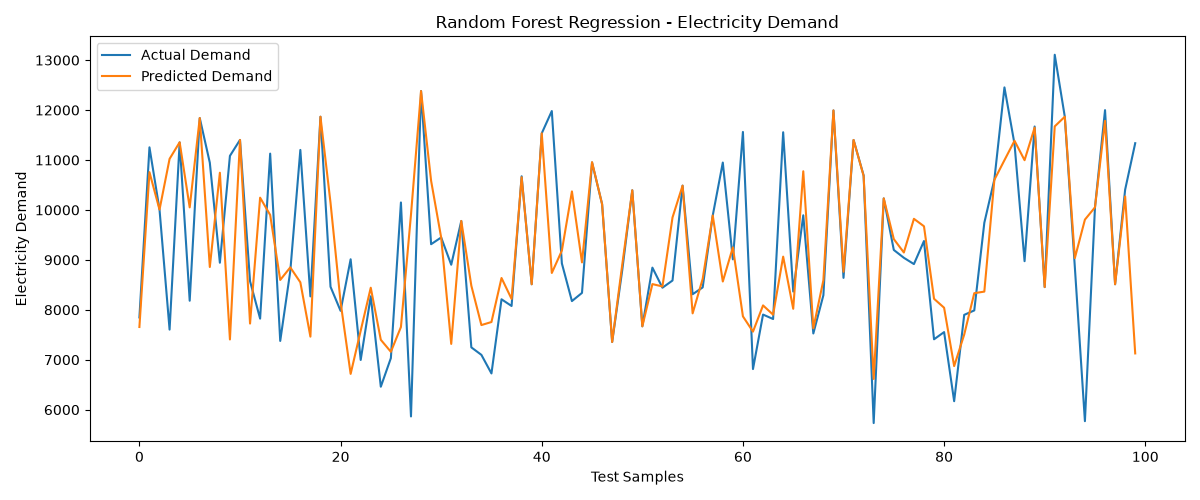 Random Forest Regression - Electricity Demand
Actual Demand
Predicted Demand
Electricity Demand
13000
12000
11000
10000
9000
8000
7000
6000
0 20 40 60 80 100
Test Samples